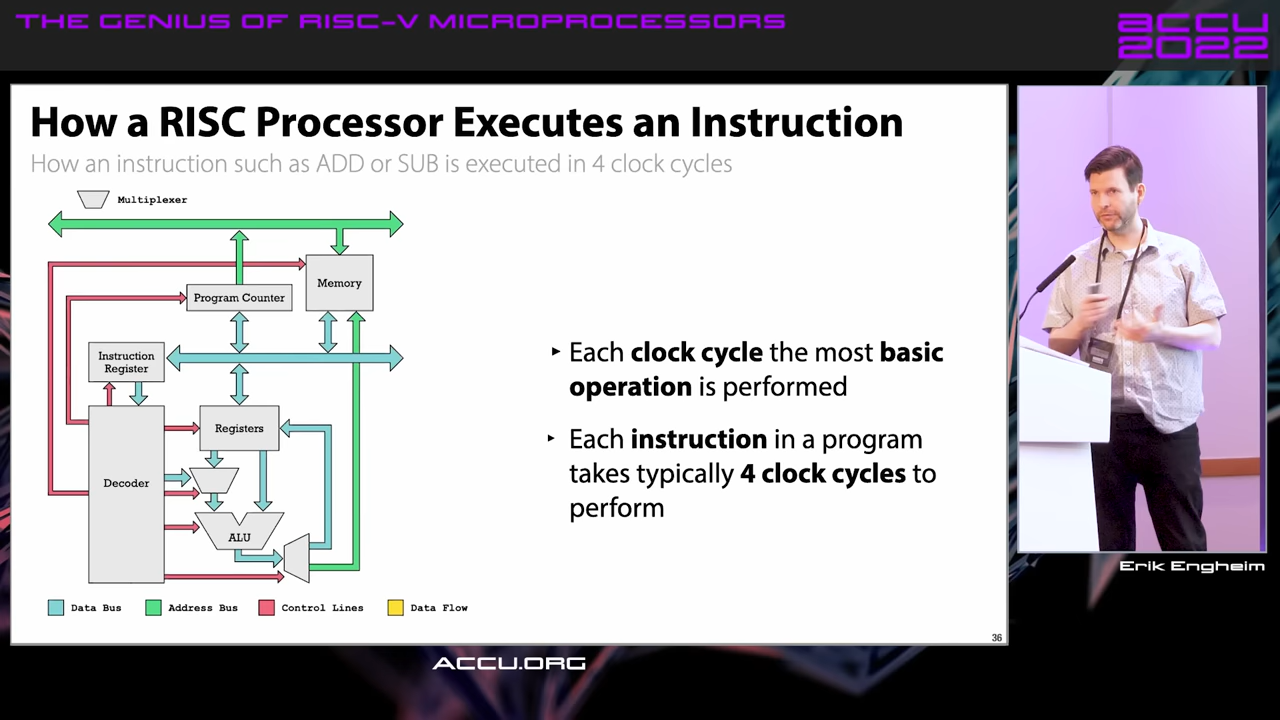 THE GENIUS OF RISC-V MICROPROCESSORS
accu
2022
How a RISC Processor Executes an Instruction
How an instruction such as ADD or SUB is executed in 4 clock cycles
Multiplexer
Memory
Program Counter
Instruction
Register
Registers
Decoder
ALU
Data Bus
Address Bus
Control Lines
Data Flow
▸ Each clock cycle the most basic
operation is performed
▸ Each instruction in a program
takes typically 4 clock cycles to
perform
36
Erik Engheim
ACCU.ORG